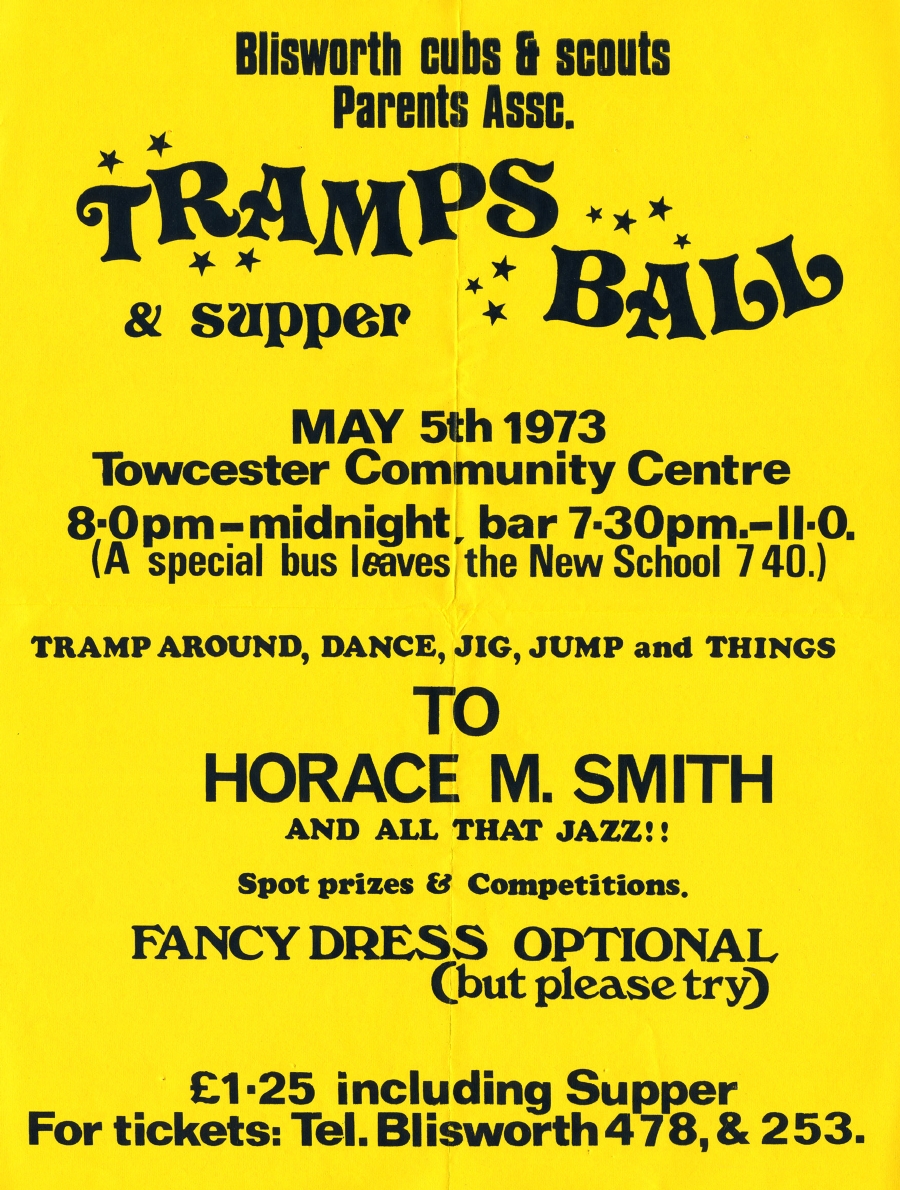 Blisworth cubs & scouts
Parents Assc.
TRAMPS
BALL
& supper
MAY 5th 1973
Towcester Community Centre
8·0pm–midnight, bar 7·30pm.–11·0.
(A special bus leaves the New School 7 40.)
TRAMP AROUND, DANCE, JIG, JUMP and THINGS
TO
HORACE M. SMITH
AND ALL THAT JAZZ!!
Spot prizes & Competitions.
FANCY DRESS OPTIONAL
(but please try)
£1·25 including Supper
For tickets: Tel. Blisworth 478, & 253.